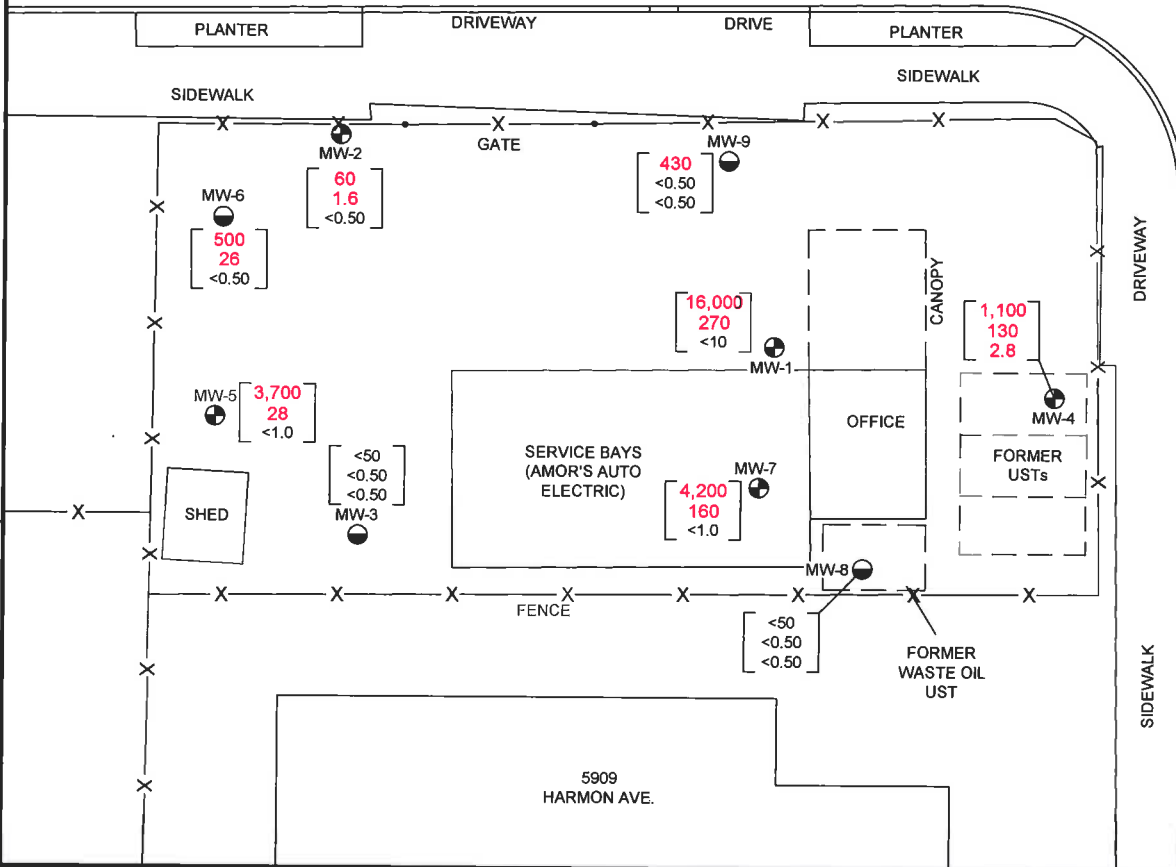 PLANTER
DRIVEWAY
DRIVE
PLANTER
SIDEWALK
SIDEWALK
GATE
MW-2
60
1.6
<0.50
MW-9
430
<0.50
<0.50
MW-6
500
26
<0.50
DRIVEWAY
CANOPY
16,000
270
<10
MW-1
1,100
130
2.8
MW-4
MW-5
3,700
28
<1.0
<50
<0.50
<0.50
MW-3
SERVICE BAYS
(AMOR'S AUTO
ELECTRIC)
OFFICE
MW-7
4,200
160
<1.0
FORMER
USTs
SHED
MW-8
<50
<0.50
<0.50
FENCE
FORMER
WASTE OIL
UST
SIDEWALK
5909
HARMON AVE.